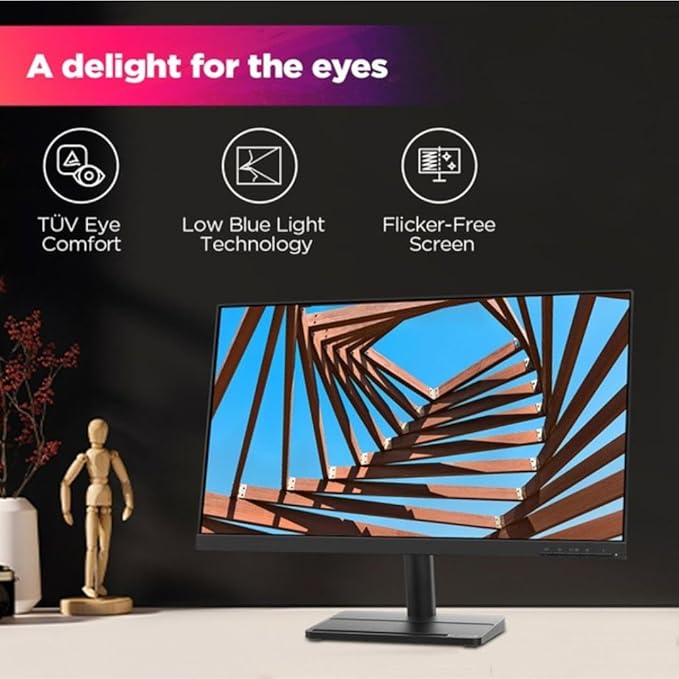 A delight for the eyes
TÜV Eye
Comfort
Low Blue Light
Technology
Flicker-Free
Screen